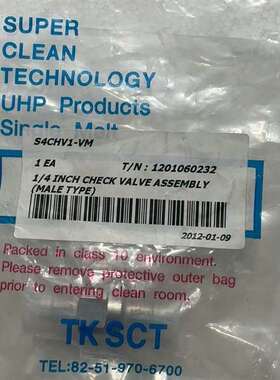 SUPER
CLEAN
TECHNOLOGY
UHP Products
Single Melt
S4CHV1-VM
1 EA T/N : 1201060232
1/4 INCH CHECK VALVE ASSEMBLY
(MALE TYPE)
2012-01-09
Packed in class 10 environment.
Please remove protective outer bag
prior to entering clean room.
TK SCT
TEL:82-51-970-6700